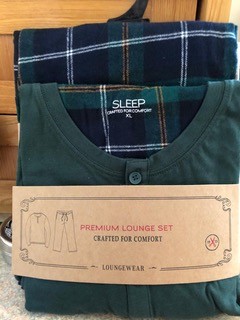 SLEEP
CRAFTED FOR COMFORT
XL
PREMIUM LOUNGE SET
CRAFTED FOR COMFORT
LOUNGEWEAR